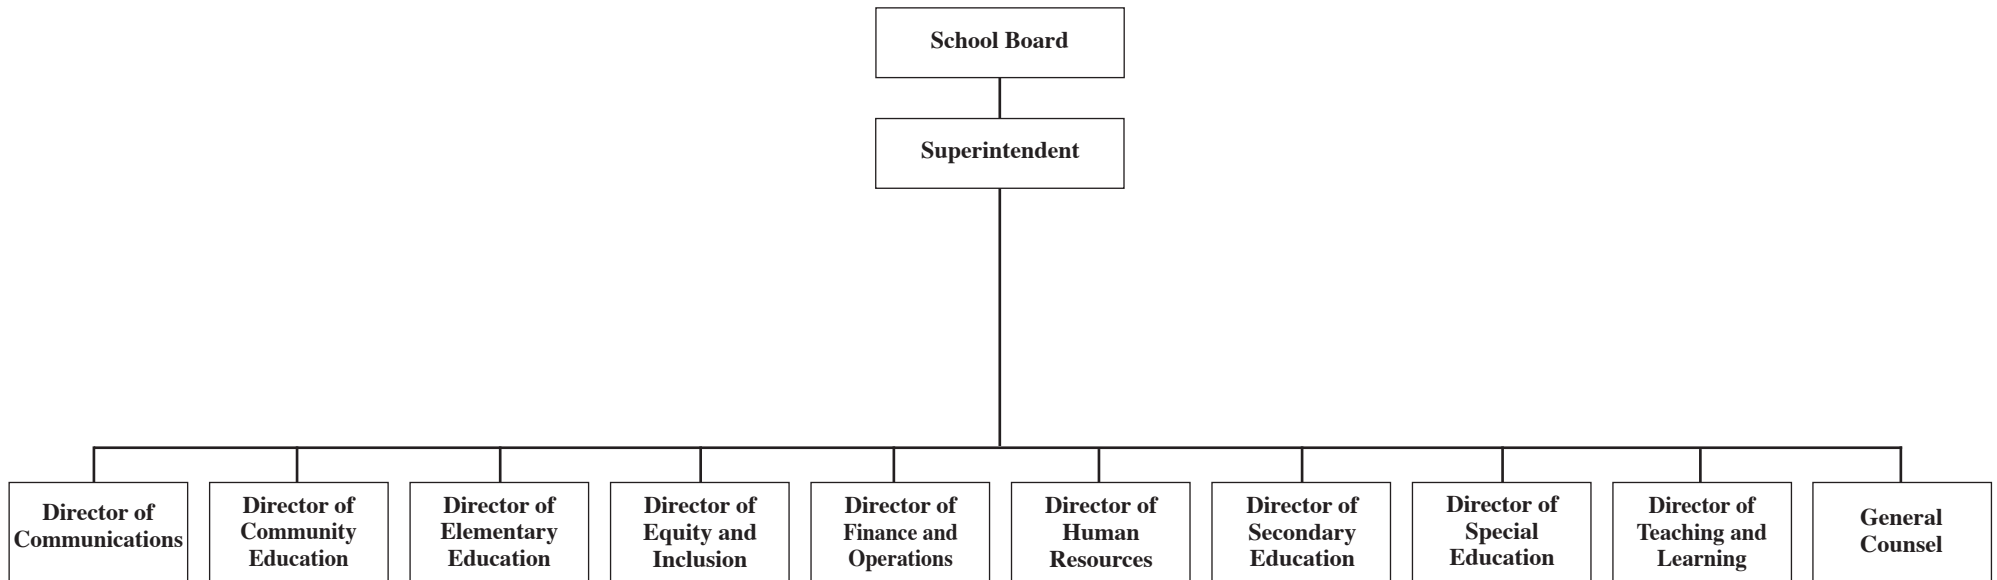 School Board
Superintendent
Director of
Communications
Director of
Community
Education
Director of
Elementary
Education
Director of
Equity and
Inclusion
Director of
Finance and
Operations
Director of
Human
Resources
Director of
Secondary
Education
Director of
Special
Education
Director of
Teaching and
Learning
General
Counsel